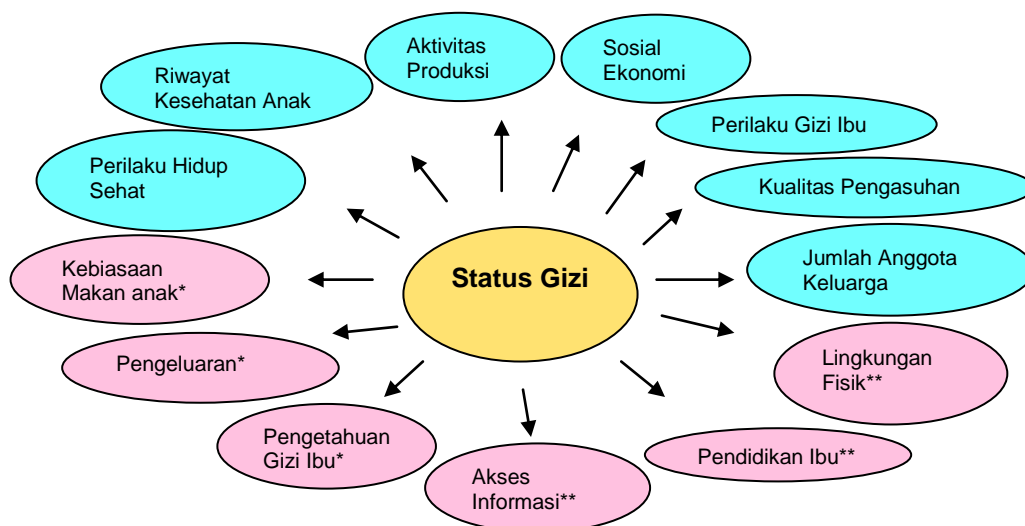 Aktivitas
Produksi
Sosial
Ekonomi
Riwayat
Kesehatan Anak
Perilaku Gizi Ibu
Perilaku Hidup
Sehat
Kualitas Pengasuhan
Kebiasaan
Makan anak*
Status Gizi
Jumlah Anggota
Keluarga
Pengeluaran*
Lingkungan
Fisik**
Pengetahuan
Gizi Ibu*
Akses
Informasi**
Pendidikan Ibu**